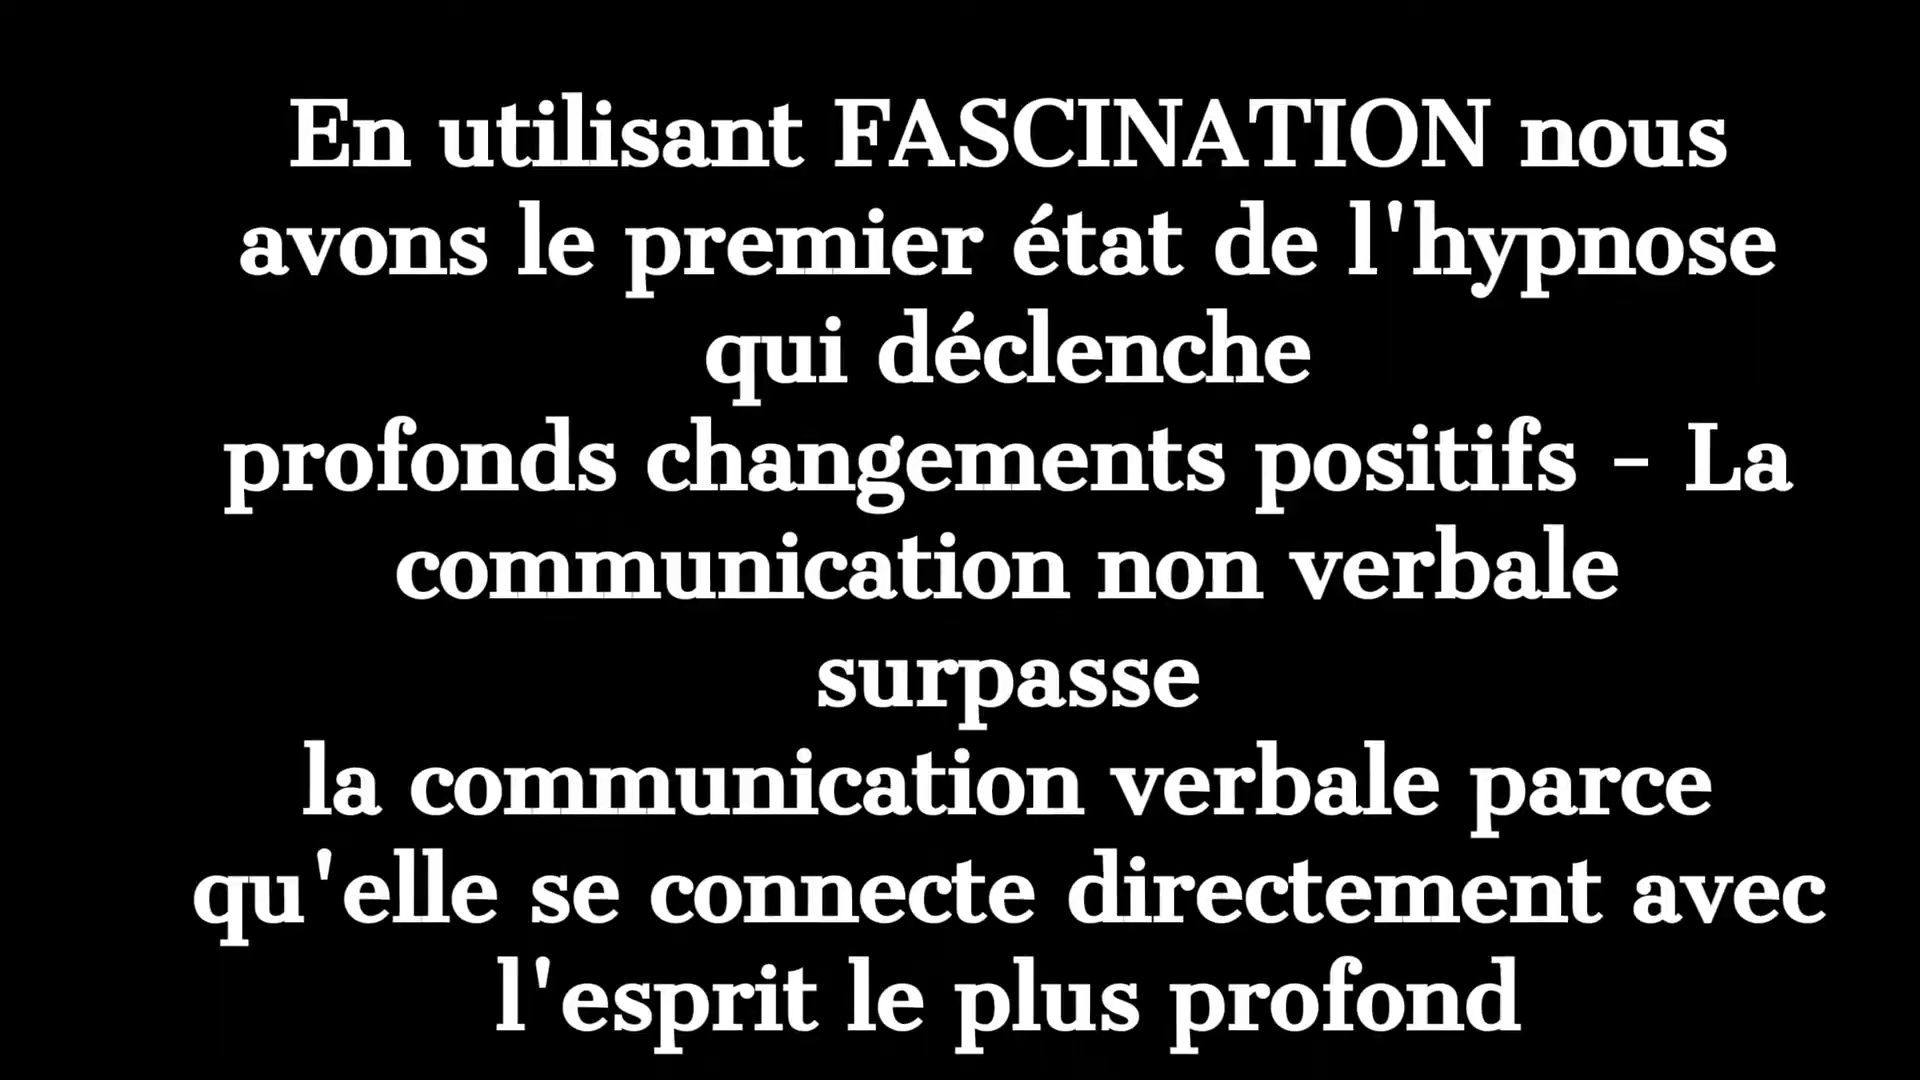 En utilisant FASCINATION nous
avons le premier état de l'hypnose
qui déclenche
profonds changements positifs - La
communication non verbale
surpasse
la communication verbale parce
qu'elle se connecte directement avec
l'esprit le plus profond